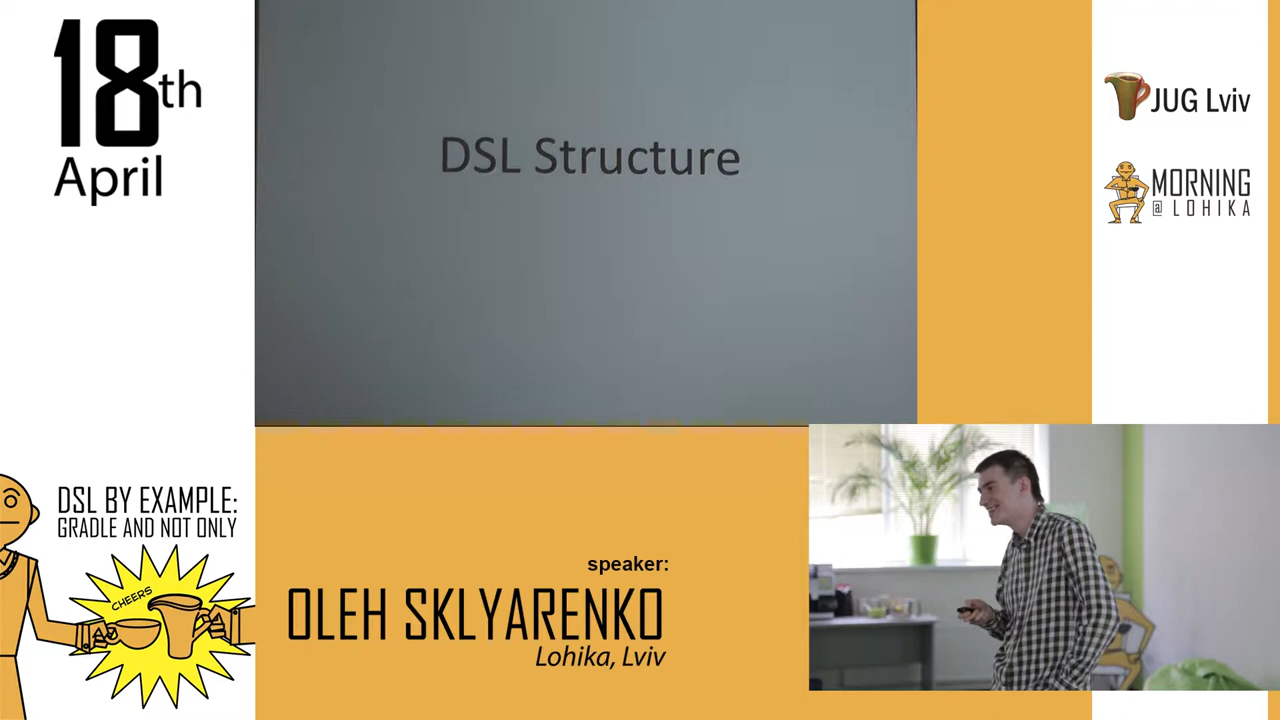 18th
April
DSL Structure
JUG Lviv
MORNING
@ LOHIKA
DSL BY EXAMPLE:
GRADLE AND NOT ONLY
CHEERS
speaker:
OLEH SKLYARENKO
Lohika, Lviv